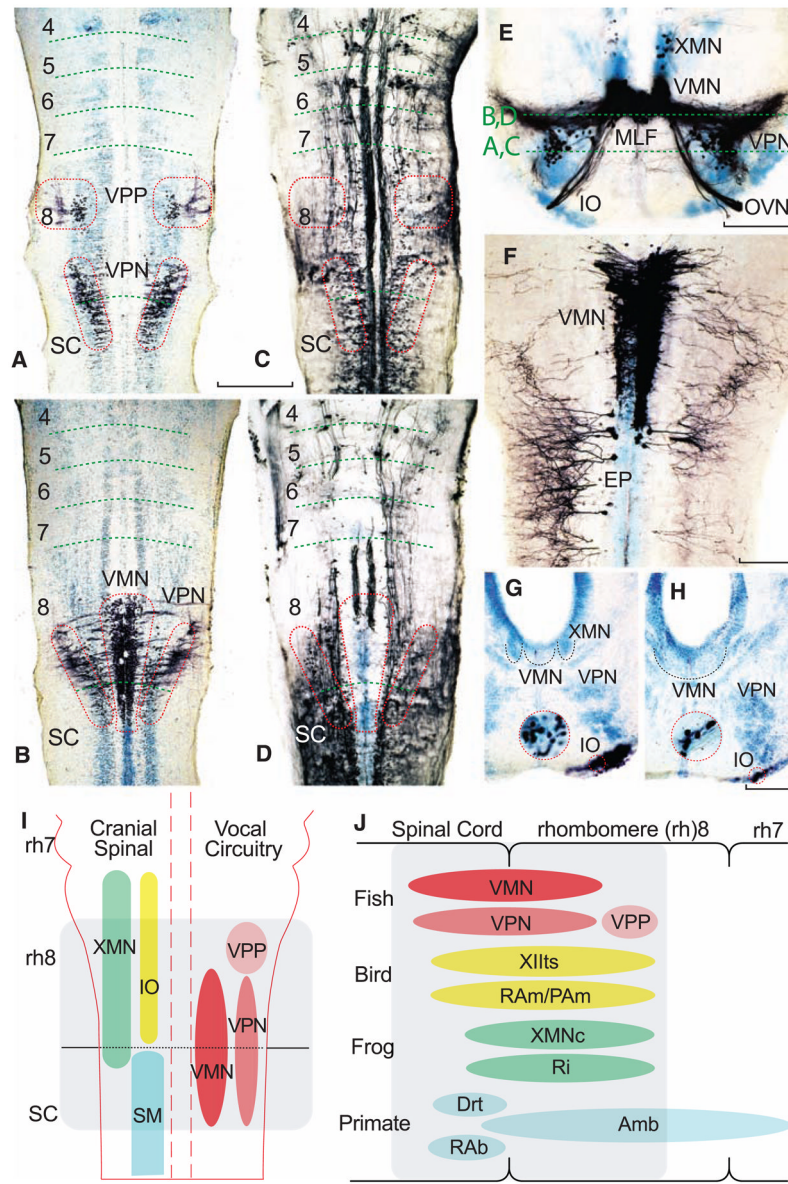 4
5
6
7
VPP
8
VPN
SC
A
4
5
6
7
8
SC
C
4
5
6
7
VMN
VPN
8
SC
B
4
5
6
7
8
SC
D
E
XMN
VMN
B,D
MLF
VPN
A,C
IO
OVN
F
VMN
EP
G
XMN
VMN
VPN
IO
H
VMN
VPN
IO
I
Cranial Spinal
Vocal Circuitry
rh7
rh8
SC
XMN
IO
SM
VPP
VPN
VMN
J
Spinal Cord rhombomere (rh)8 rh7
Fish
VMN
VPN VPP
Bird
XIIts
RAm/PAm
Frog
XMNc
Ri
Primate
Drt
Amb
RAb